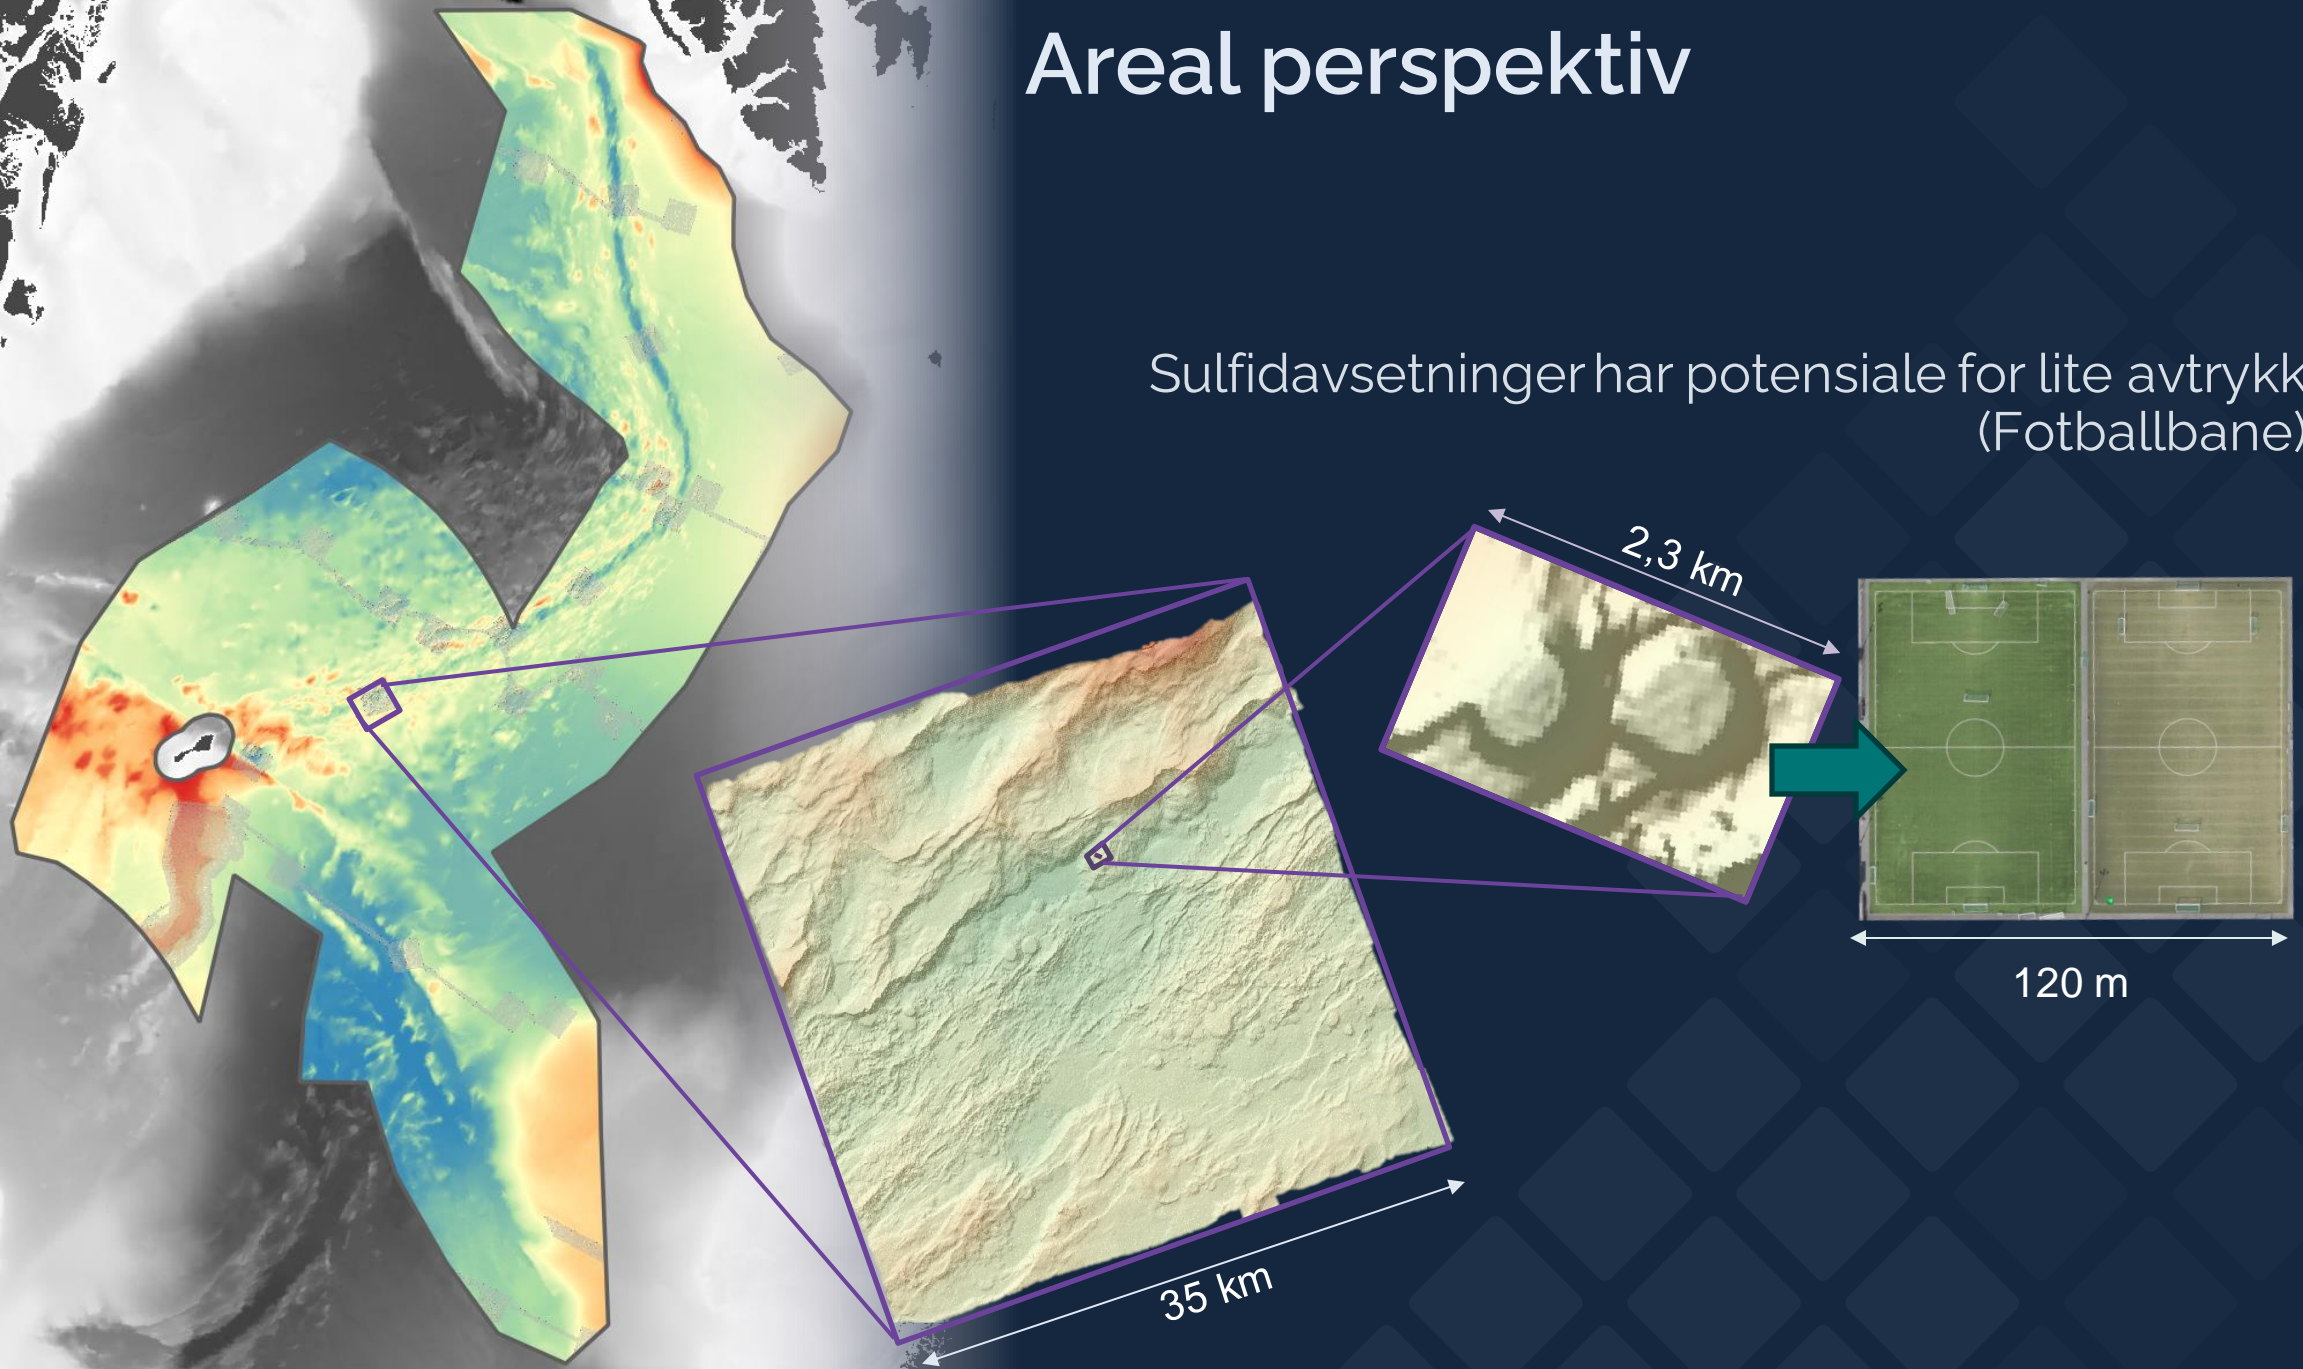 Areal perspektiv
Sulfidavsetninger har potensiale for lite avtrykk
(Fotballbane)
2,3 km
120 m
35 km